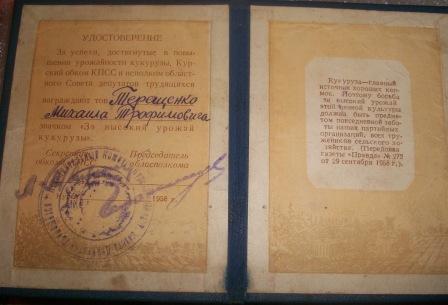 УДОСТОВЕРЕНИЕ
За успехи, достигнутые в повы-
шении урожайности кукурузы, Кур-
ский обком КПСС и исполком област-
ного Совета депутатов трудящихся
награждают тов. Терещенко
Михаила Трофимовича
значком «За высокий урожай
кукурузы».
Секретарь Председатель
обкома облисполкома
1958 г.
Кукуруза—главный
источник хороших кор-
мов. Поэтому борьба
за высокий урожай
этой ценной культуры
должна быть предме-
том повседневной забо-
ты наших партийных
организаций, всех тру-
жеников сельского хо-
зяйства. (Передовая
газеты «Правда» № 272
от 29 сентября 1958 г.).